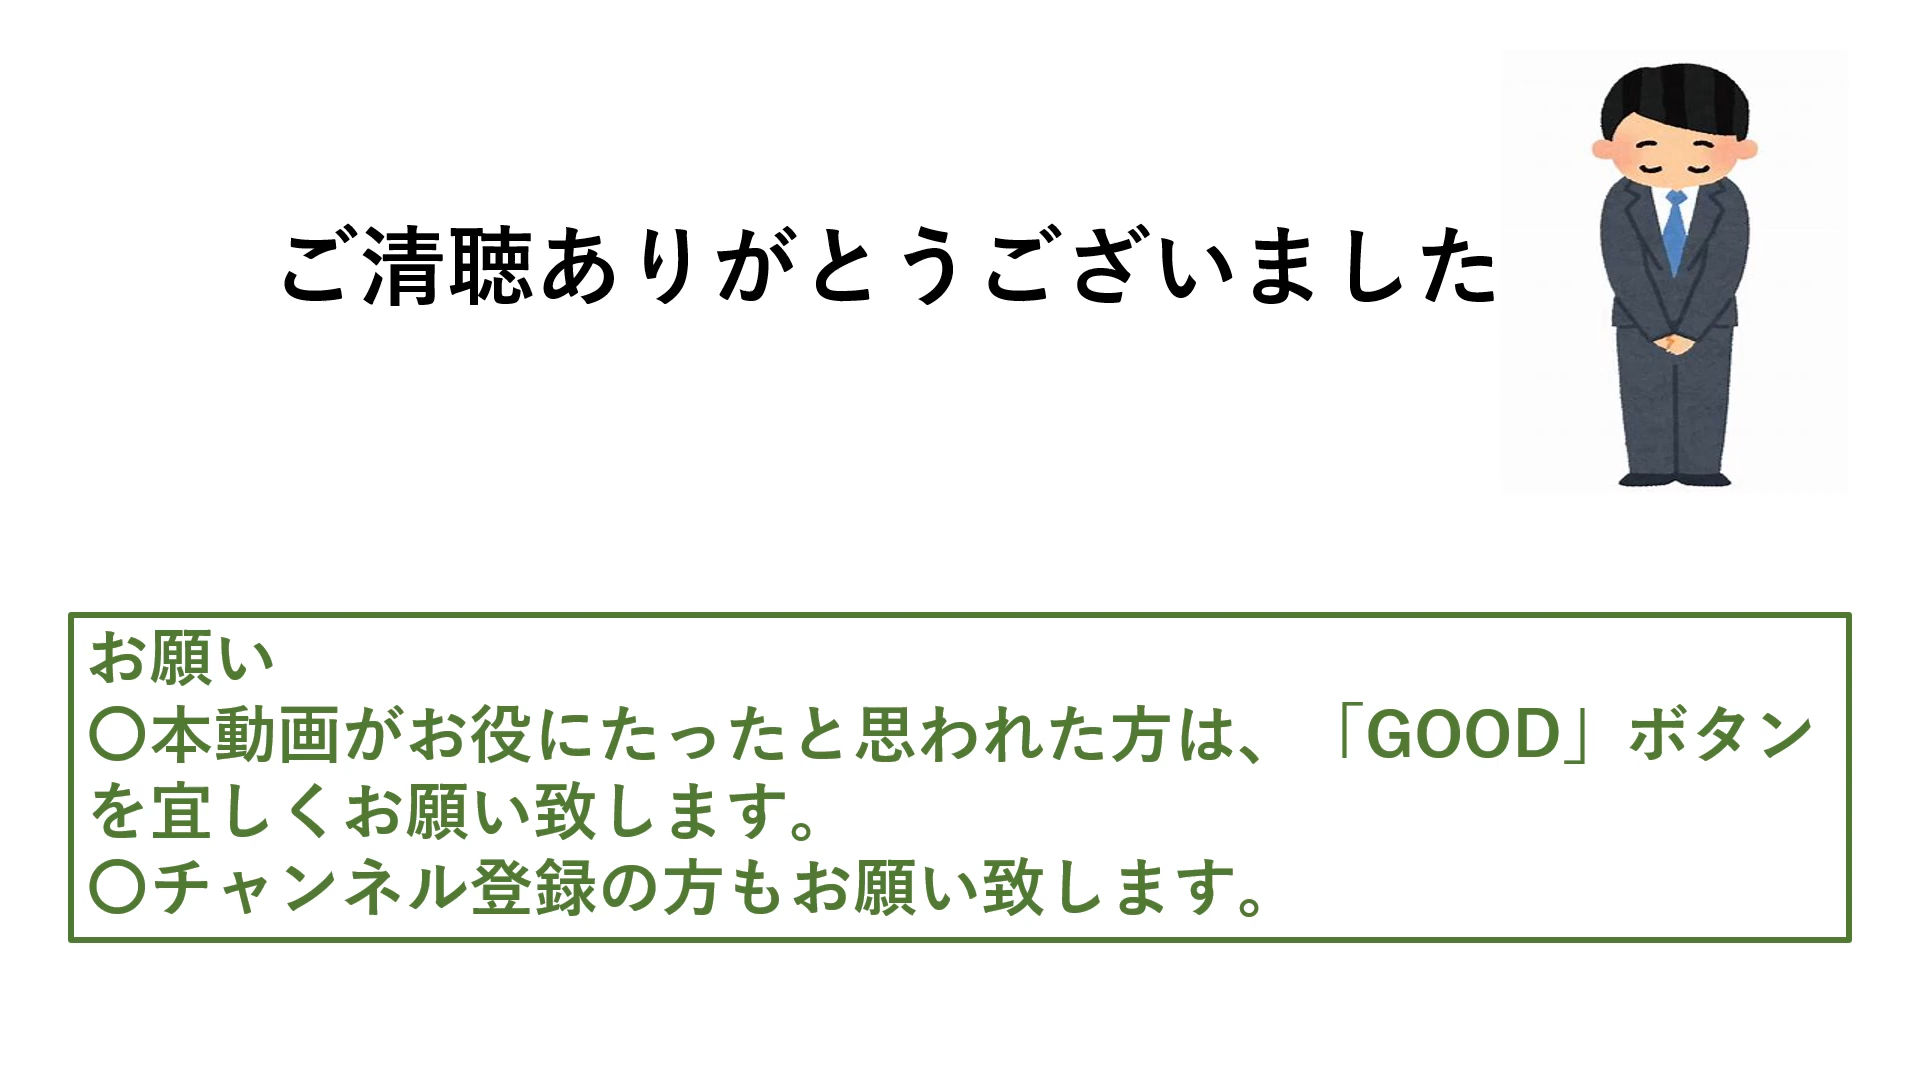 ご清聴ありがとうございました
お願い
〇本動画がお役にたったと思われた方は、「GOOD」ボタン
を宜しくお願い致します。
〇チャンネル登録の方もお願い致します。